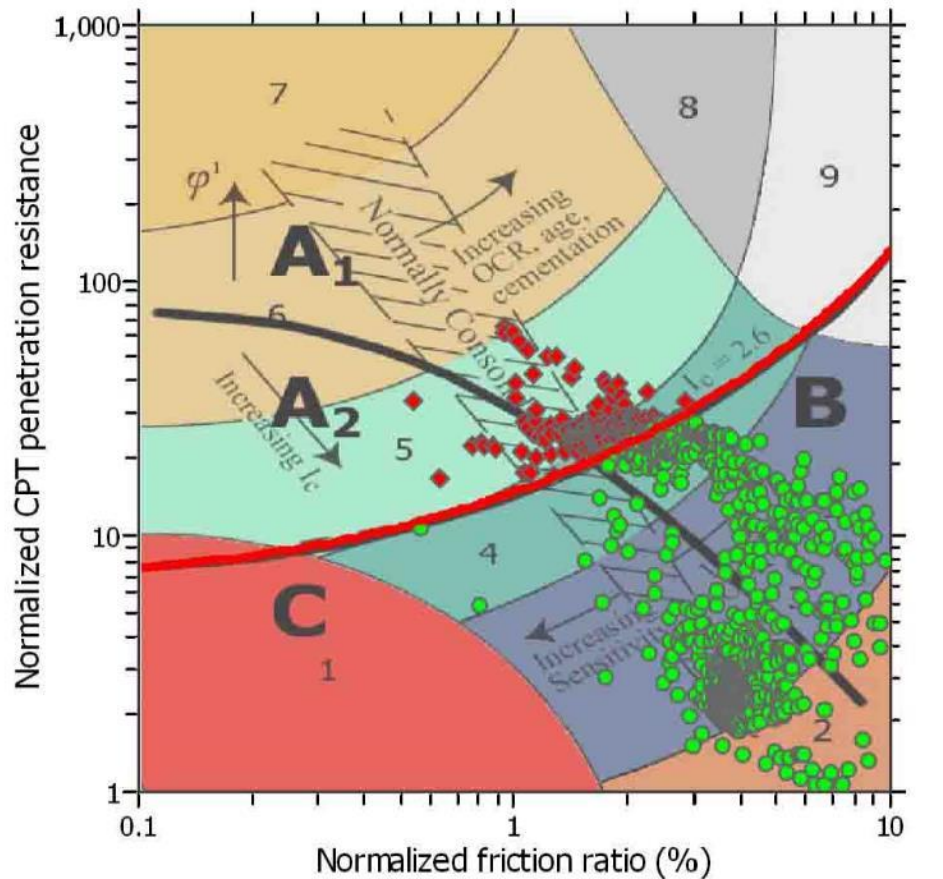 1,000
100
10
1
Normalized CPT penetration resistance
7
8
9
φ¹
A₁
Increasing
OCR, age,
cementation
Normally Conso
6
Increasing Ic
A₂
5
Ic = 2.6
B
4
C
1
Increasing
Sensitivity
2
0.1
1
10
Normalized friction ratio (%)